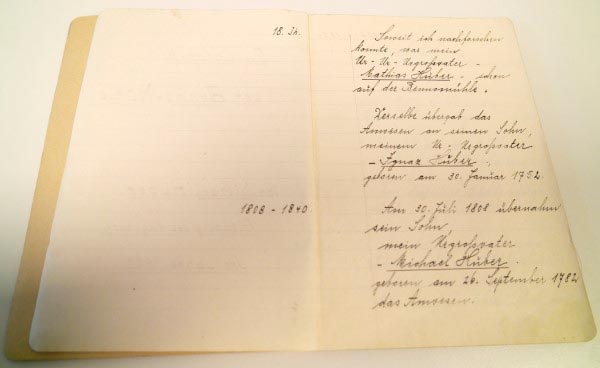 18. Jh.
Soweit ich nachforschen
konnte, war mein
Ur-Ur-Urgroßvater -
Mathias Huber - schon
auf der Bennomühle.
Derselbe übergab das
Anwesen an seinen Sohn,
meinem Ur-Urgroßvater
- Ignaz Huber -,
geboren am 30. Januar 1752.
1808 - 1840
Am 30. Juli 1808 übernahm
sein Sohn,
mein Urgroßvater
- Michael Huber -
geboren am 26. September 1782
das Anwesen.